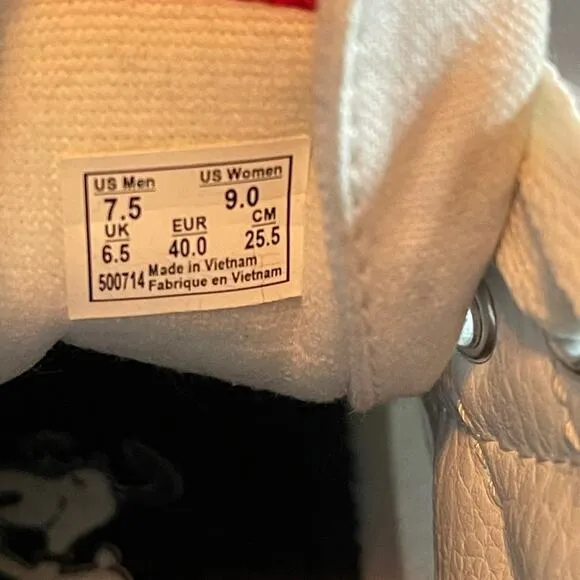 US Men US Women
7.5 9.0
UK EUR CM
6.5 40.0 25.5
500714 Made in Vietnam
Fabrique en Vietnam